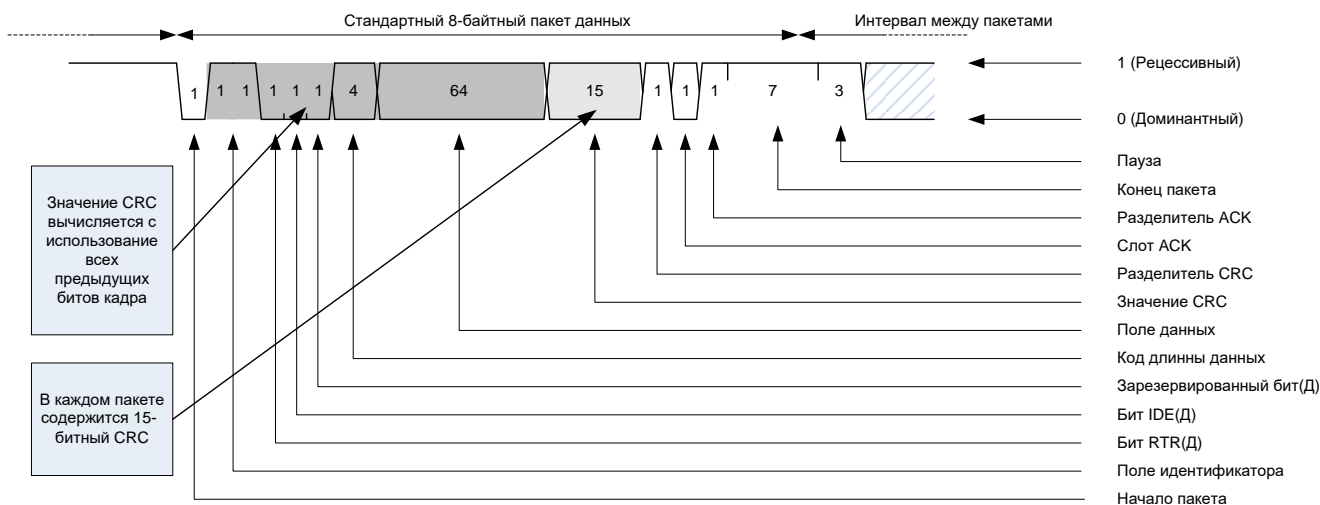 Стандартный 8-байтный пакет данных
Интервал между пакетами
1 1 1 1 1 1 4 64 15 1 1 1 7 3
1 (Рецессивный)
0 (Доминантный)
Пауза
Конец пакета
Разделитель ACK
Слот ACK
Разделитель CRC
Значение CRC
Поле данных
Код длинны данных
Зарезервированный бит(Д)
Бит IDE(Д)
Бит RTR(Д)
Поле идентификатора
Начало пакета
Значение CRC
вычисляется с
использование
всех
предыдущих
битов кадра
В каждом пакете
содержится 15-
битный CRC